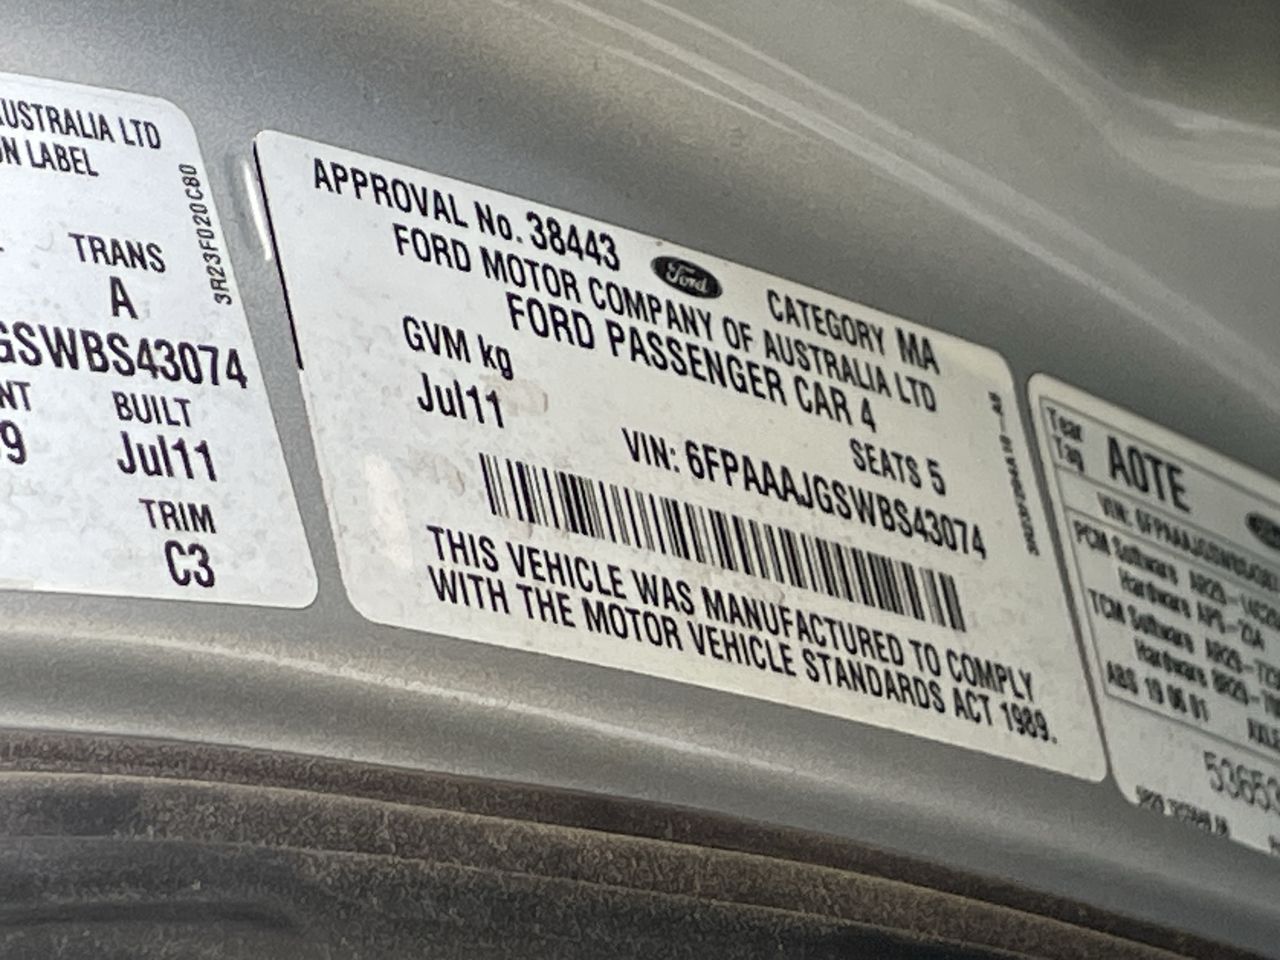 AUSTRALIA LTD
ON LABEL
3R23F020C80
TRANS
A
GSWBS43074
NT BUILT
9 Jul11
TRIM
C3
APPROVAL No. 38443 Ford CATEGORY MA
FORD MOTOR COMPANY OF AUSTRALIA LTD
FORD PASSENGER CAR 4
GVM kg SEATS 5
Jul11
VIN: 6FPAAAJGSWBS43074
THIS VEHICLE WAS MANUFACTURED TO COMPLY
WITH THE MOTOR VEHICLE STANDARDS ACT 1989.
Tear
Tag A0TE
VIN:
PCM Software
Hardware
TCM Software
Hardware
ABS